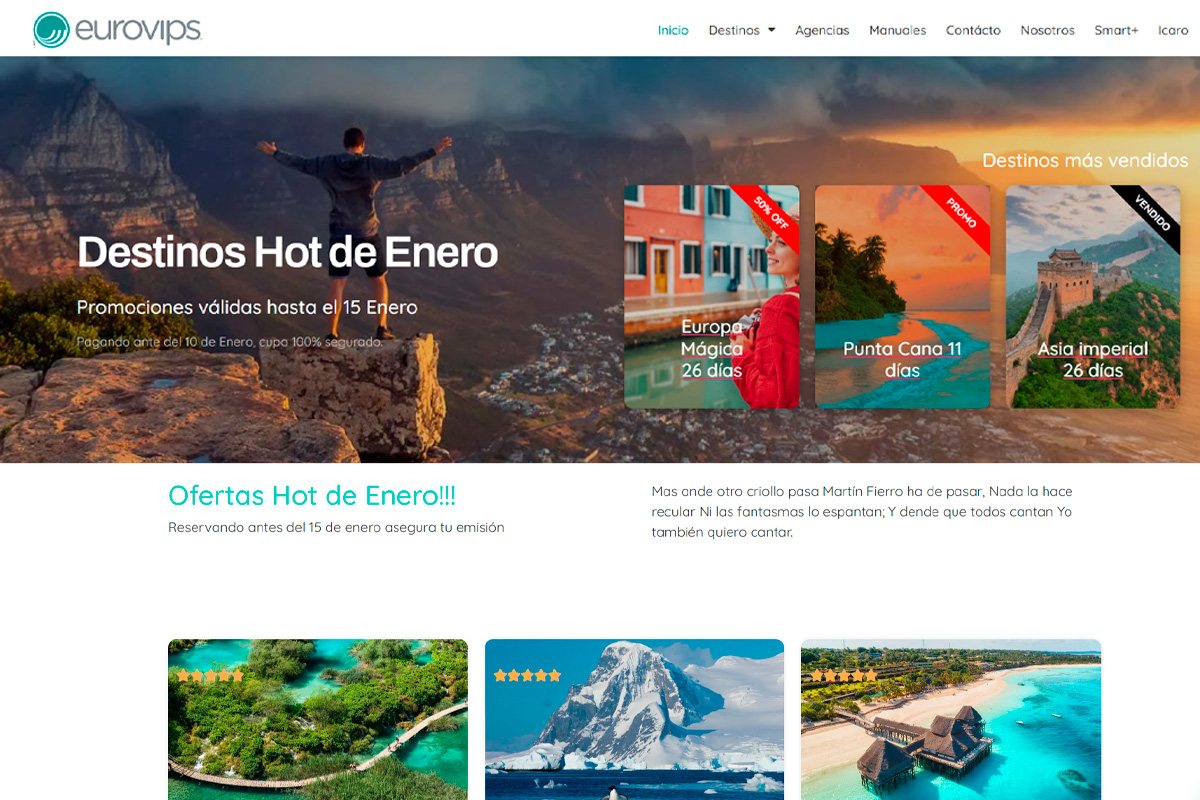 eurovips
Inicio
Destinos
Agencias
Manuales
Contácto
Nosotros
Smart+
Icaro
Destinos más vendidos
Destinos Hot de Enero
Promociones válidas hasta el 15 Enero
Pagando ante del 10 de Enero, cupo 100% segurado.
50% OFF
Europa
Mágica
26 días
PROMO
Punta Cana 11
días
VENDIDO
Asia imperial
26 días
Ofertas Hot de Enero!!!
Reservando antes del 15 de enero asegura tu emisión
Mas ande otro criollo pasa Martín Fierro ha de pasar, Nada la hace
recular Ni las fantasmas lo espantan; Y dende que todos cantan Yo
también quiero cantar.